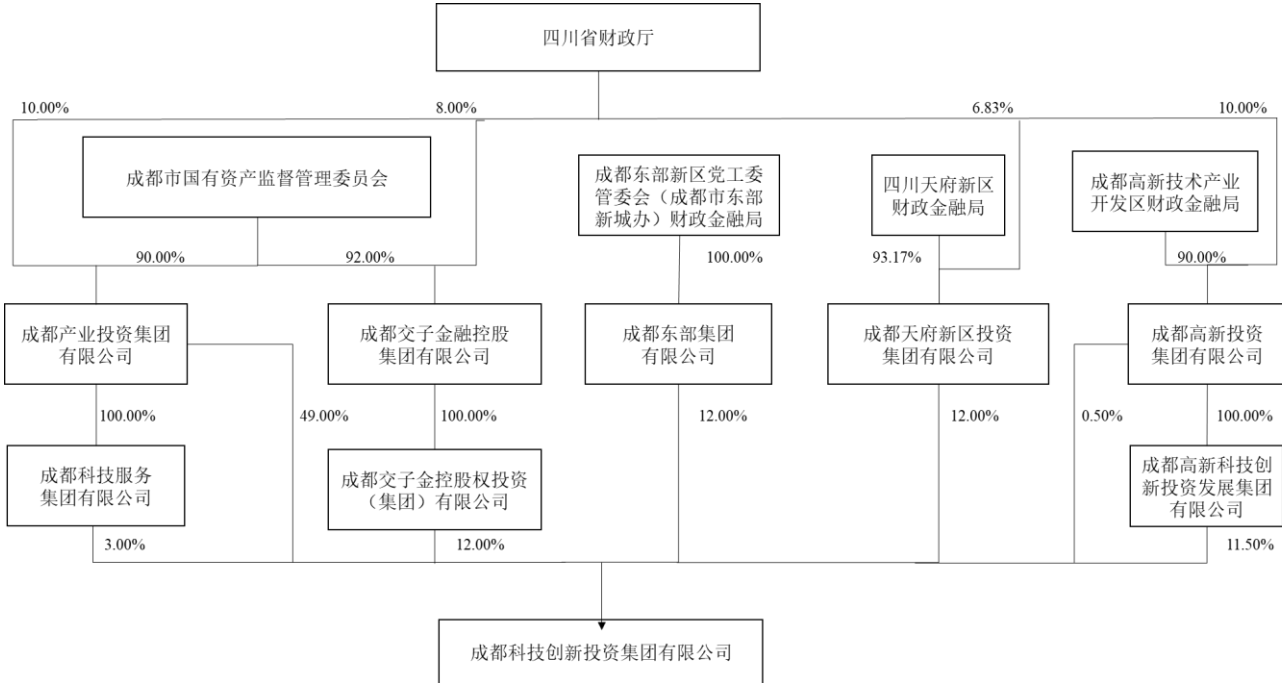 四川省财政厅
10.00%
8.00%
6.83%
10.00%
成都市国有资产监督管理委员会
成都东部新区党工委
管委会（成都市东部
新城办）财政金融局
四川天府新区
财政金融局
成都高新技术产业
开发区财政金融局
90.00%
92.00%
100.00%
93.17%
90.00%
成都产业投资集团
有限公司
成都交子金融控股
集团有限公司
成都东部集团
有限公司
成都天府新区投资
集团有限公司
成都高新投资
集团有限公司
100.00%
49.00%
100.00%
12.00%
12.00%
0.50%
100.00%
成都科技服务
集团有限公司
成都交子金控股权投资
（集团）有限公司
成都高新科技创
新投资发展集团
有限公司
3.00%
12.00%
11.50%
成都科技创新投资集团有限公司